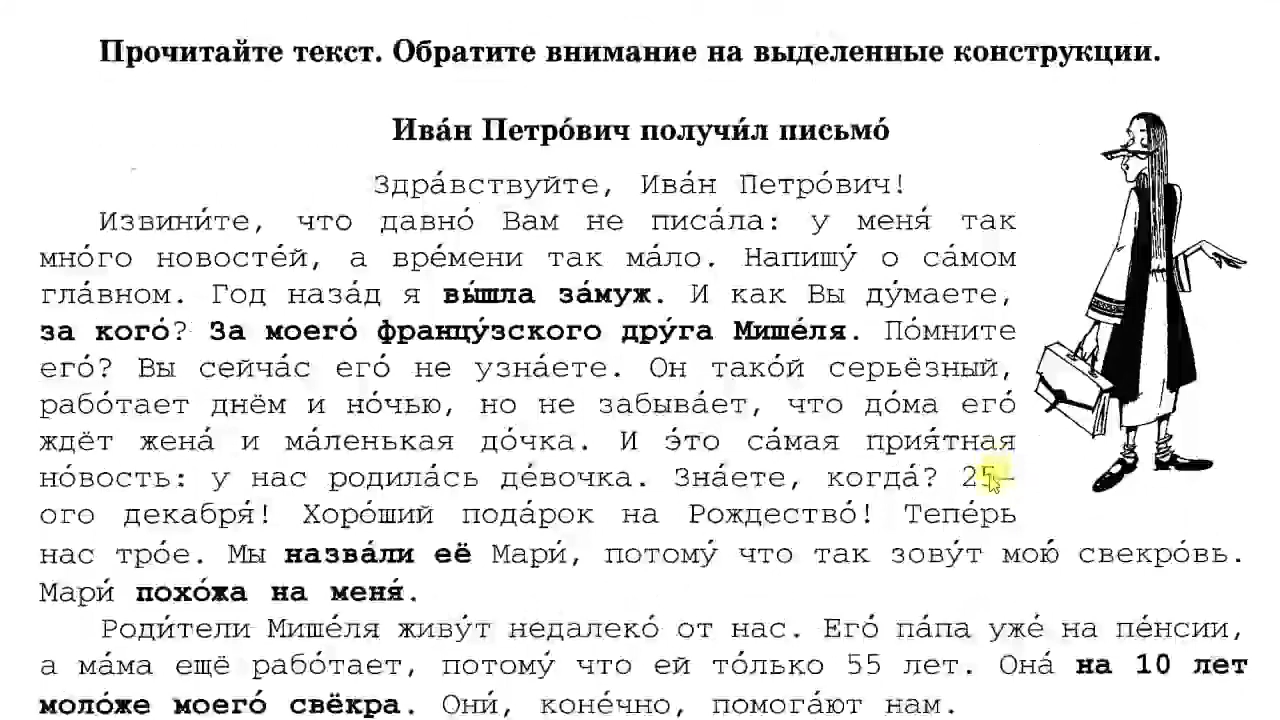 Прочитайте текст. Обратите внимание на выделенные конструкции.
Ива́н Петро́вич получи́л письмо́
Здра́вствуйте, Ива́н Петро́вич!
Извини́те, что давно́ Вам не писа́ла: у меня́ так
мно́го новосте́й, а вре́мени так ма́ло. Напишу́ о са́мом
гла́вном. Год наза́д я вы́шла за́муж. И как Вы ду́маете,
за кого́? За моего́ францу́зского дру́га Мише́ля. По́мните
его́? Вы сейча́с его́ не узна́ете. Он тако́й серьёзный,
рабо́тает днём и но́чью, но не забыва́ет, что до́ма его́
ждёт жена́ и ма́ленькая до́чка. И э́то са́мая прия́тная
но́вость: у нас родила́сь де́вочка. Зна́ете, когда́? 25-
ого декабря́! Хоро́ший пода́рок на Рождество́! Тепе́рь
нас тро́е. Мы назва́ли её Мари́, потому́ что так зову́т мою́ свекро́вь.
Мари́ похо́жа на меня́.
Роди́тели Мише́ля живу́т недалеко́ от нас. Его́ па́па уже́ на пе́нсии,
а ма́ма ещё рабо́тает, потому́ что ей то́лько 55 лет. Она́ на 10 лет
моло́же моего́ свёкра. Они́, коне́чно, помога́ют нам.